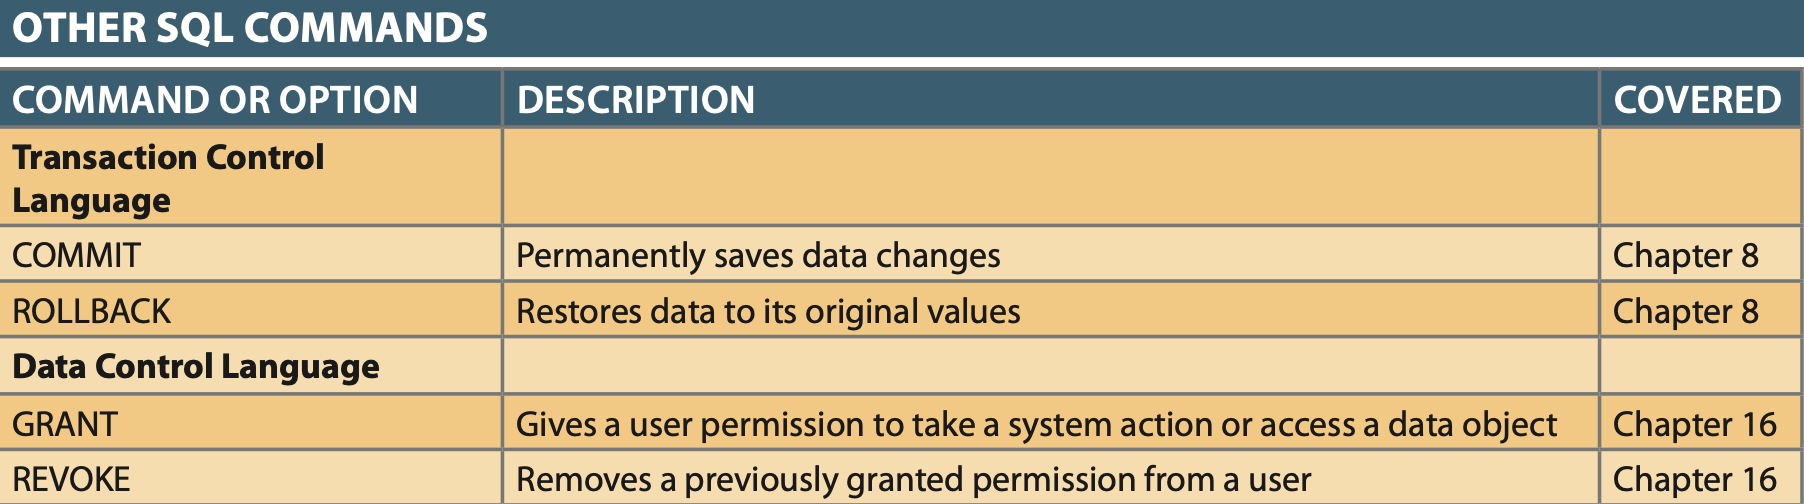 OTHER SQL COMMANDS
COMMAND OR OPTION DESCRIPTION COVERED
Transaction Control
Language
COMMIT Permanently saves data changes Chapter 8
ROLLBACK Restores data to its original values Chapter 8
Data Control Language
GRANT Gives a user permission to take a system action or access a data object Chapter 16
REVOKE Removes a previously granted permission from a user Chapter 16